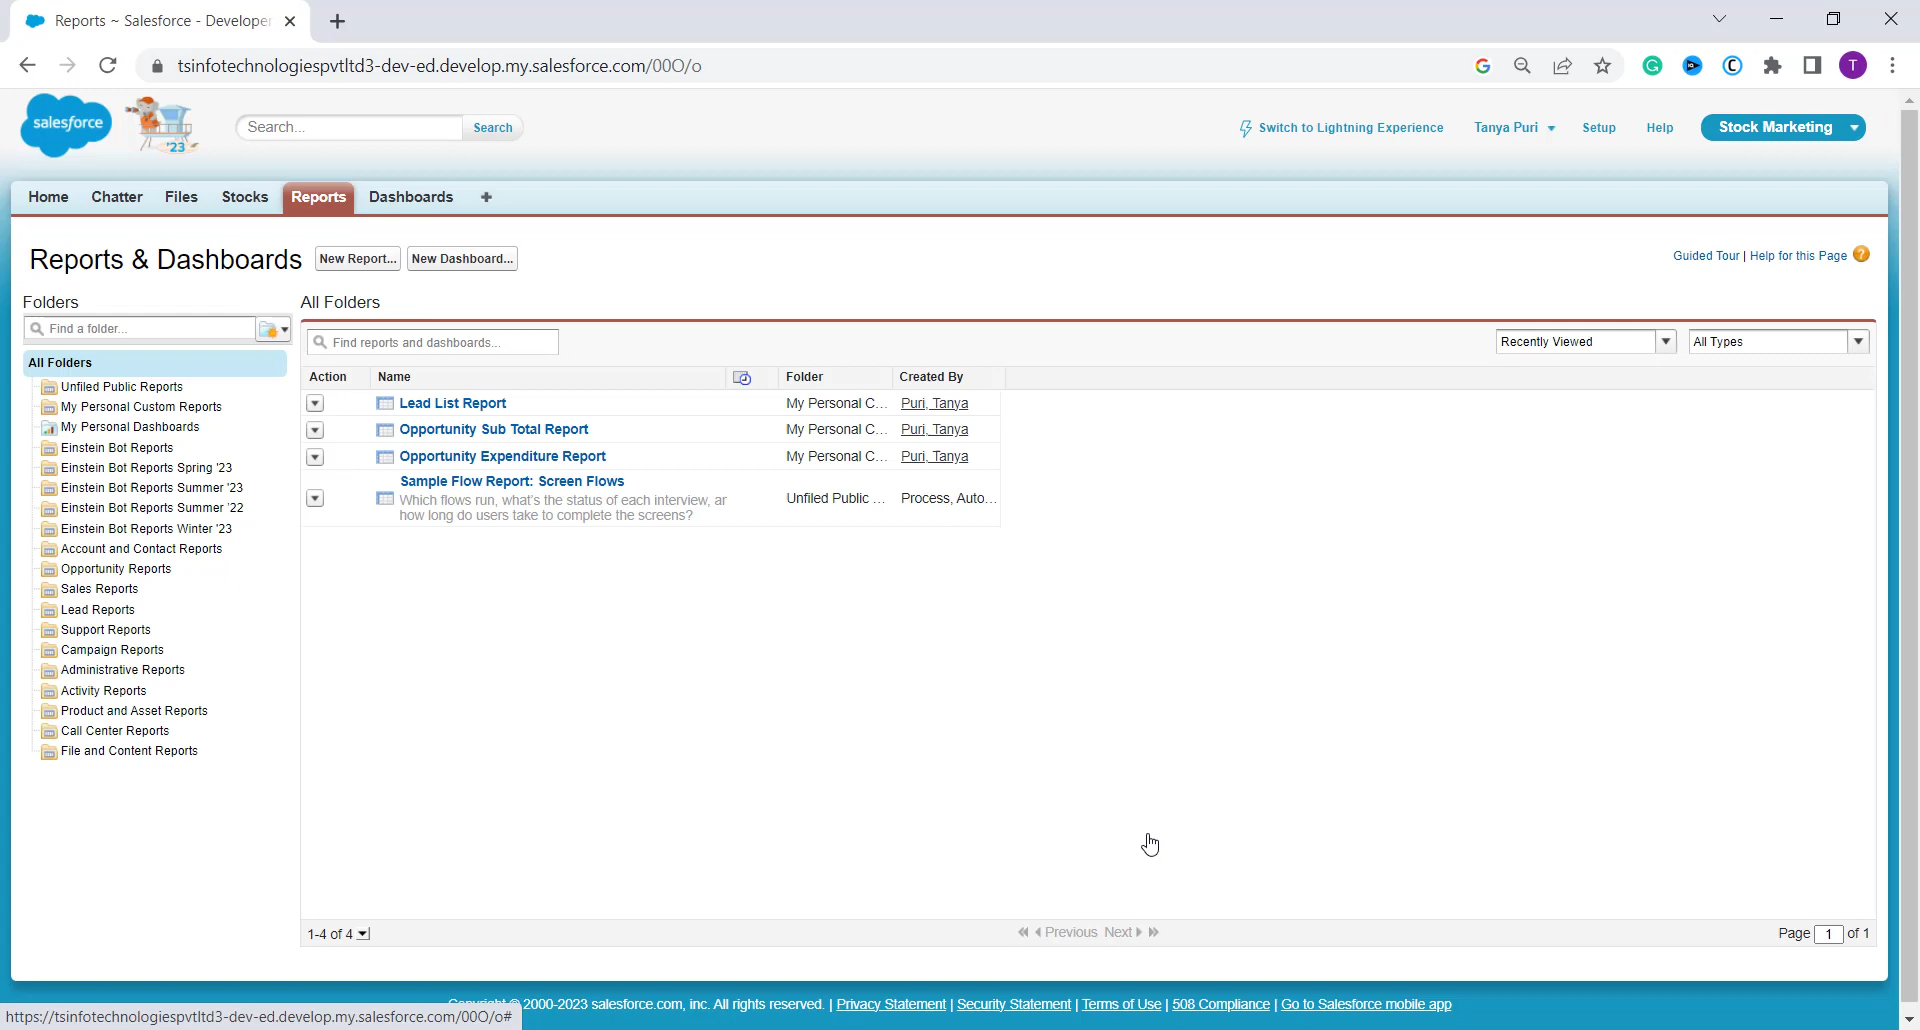 Reports ~ Salesforce - Developer
tsinfotechnologiespvtltd3-dev-ed.develop.my.salesforce.com/00O/o
T
salesforce
'23
Search...
Search
Switch to Lightning Experience
Tanya Puri
Setup
Help
Stock Marketing
Home
Chatter
Files
Stocks
Reports
Dashboards
+
Reports & Dashboards
New Report...
New Dashboard...
Guided Tour | Help for this Page
Folders
All Folders
Find a folder...
Find reports and dashboards...
Recently Viewed
All Types
All Folders
Unfiled Public Reports
My Personal Custom Reports
My Personal Dashboards
Einstein Bot Reports
Einstein Bot Reports Spring '23
Einstein Bot Reports Summer '23
Einstein Bot Reports Summer '22
Einstein Bot Reports Winter '23
Account and Contact Reports
Opportunity Reports
Sales Reports
Lead Reports
Support Reports
Campaign Reports
Administrative Reports
Activity Reports
Product and Asset Reports
Call Center Reports
File and Content Reports
Action Name Folder Created By
Lead List Report My Personal C... Puri, Tanya
Opportunity Sub Total Report My Personal C... Puri, Tanya
Opportunity Expenditure Report My Personal C... Puri, Tanya
Sample Flow Report: Screen Flows
Which flows run, what's the status of each interview, ar
how long do users take to complete the screens?
Unfiled Public ... Process, Auto...
1-4 of 4
Previous Next
Page 1 of 1
Copyright © 2000-2023 salesforce.com, inc. All rights reserved. | Privacy Statement | Security Statement | Terms of Use | 508 Compliance | Go to Salesforce mobile app
https://tsinfotechnologiespvtltd3-dev-ed.develop.my.salesforce.com/00O/o#